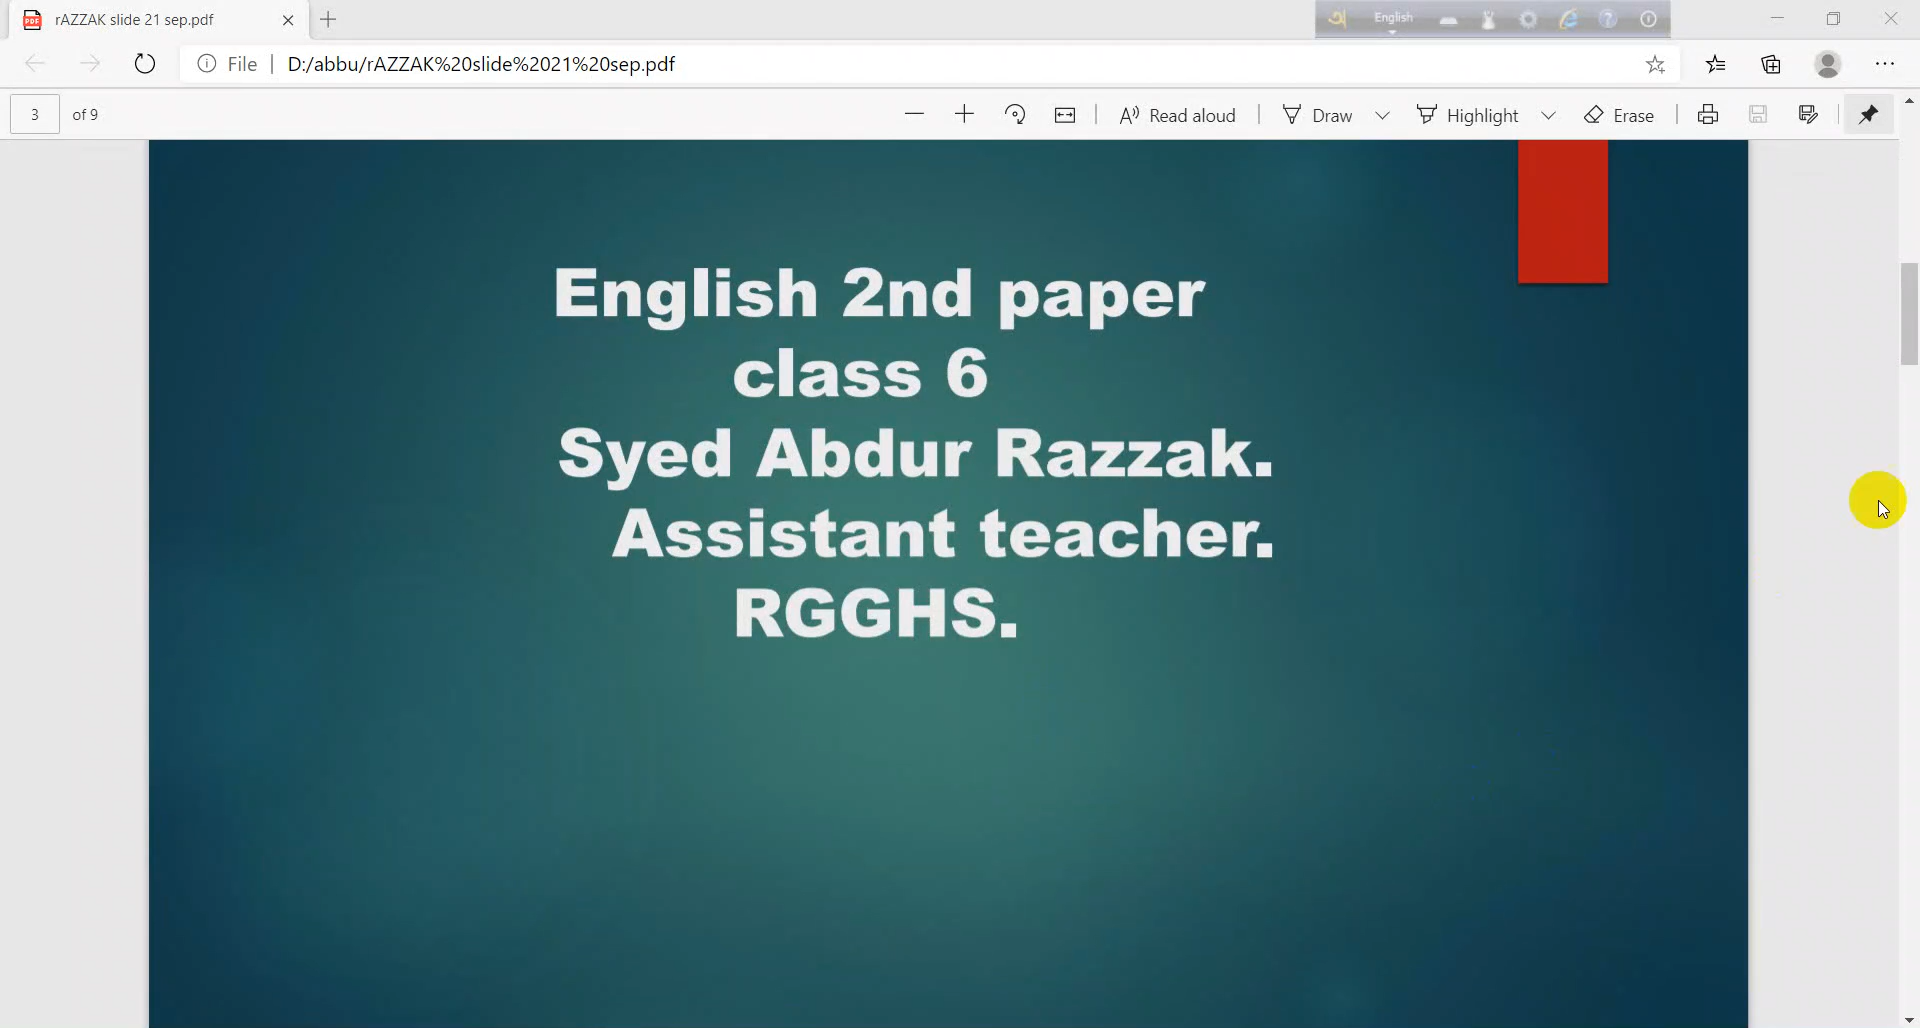 rAZZAK slide 21 sep.pdf
English
File | D:/abbu/rAZZAK%20slide%2021%20sep.pdf
3 of 9
Read aloud
Draw
Highlight
Erase
English 2nd paper
class 6
Syed Abdur Razzak.
Assistant teacher.
RGGHS.